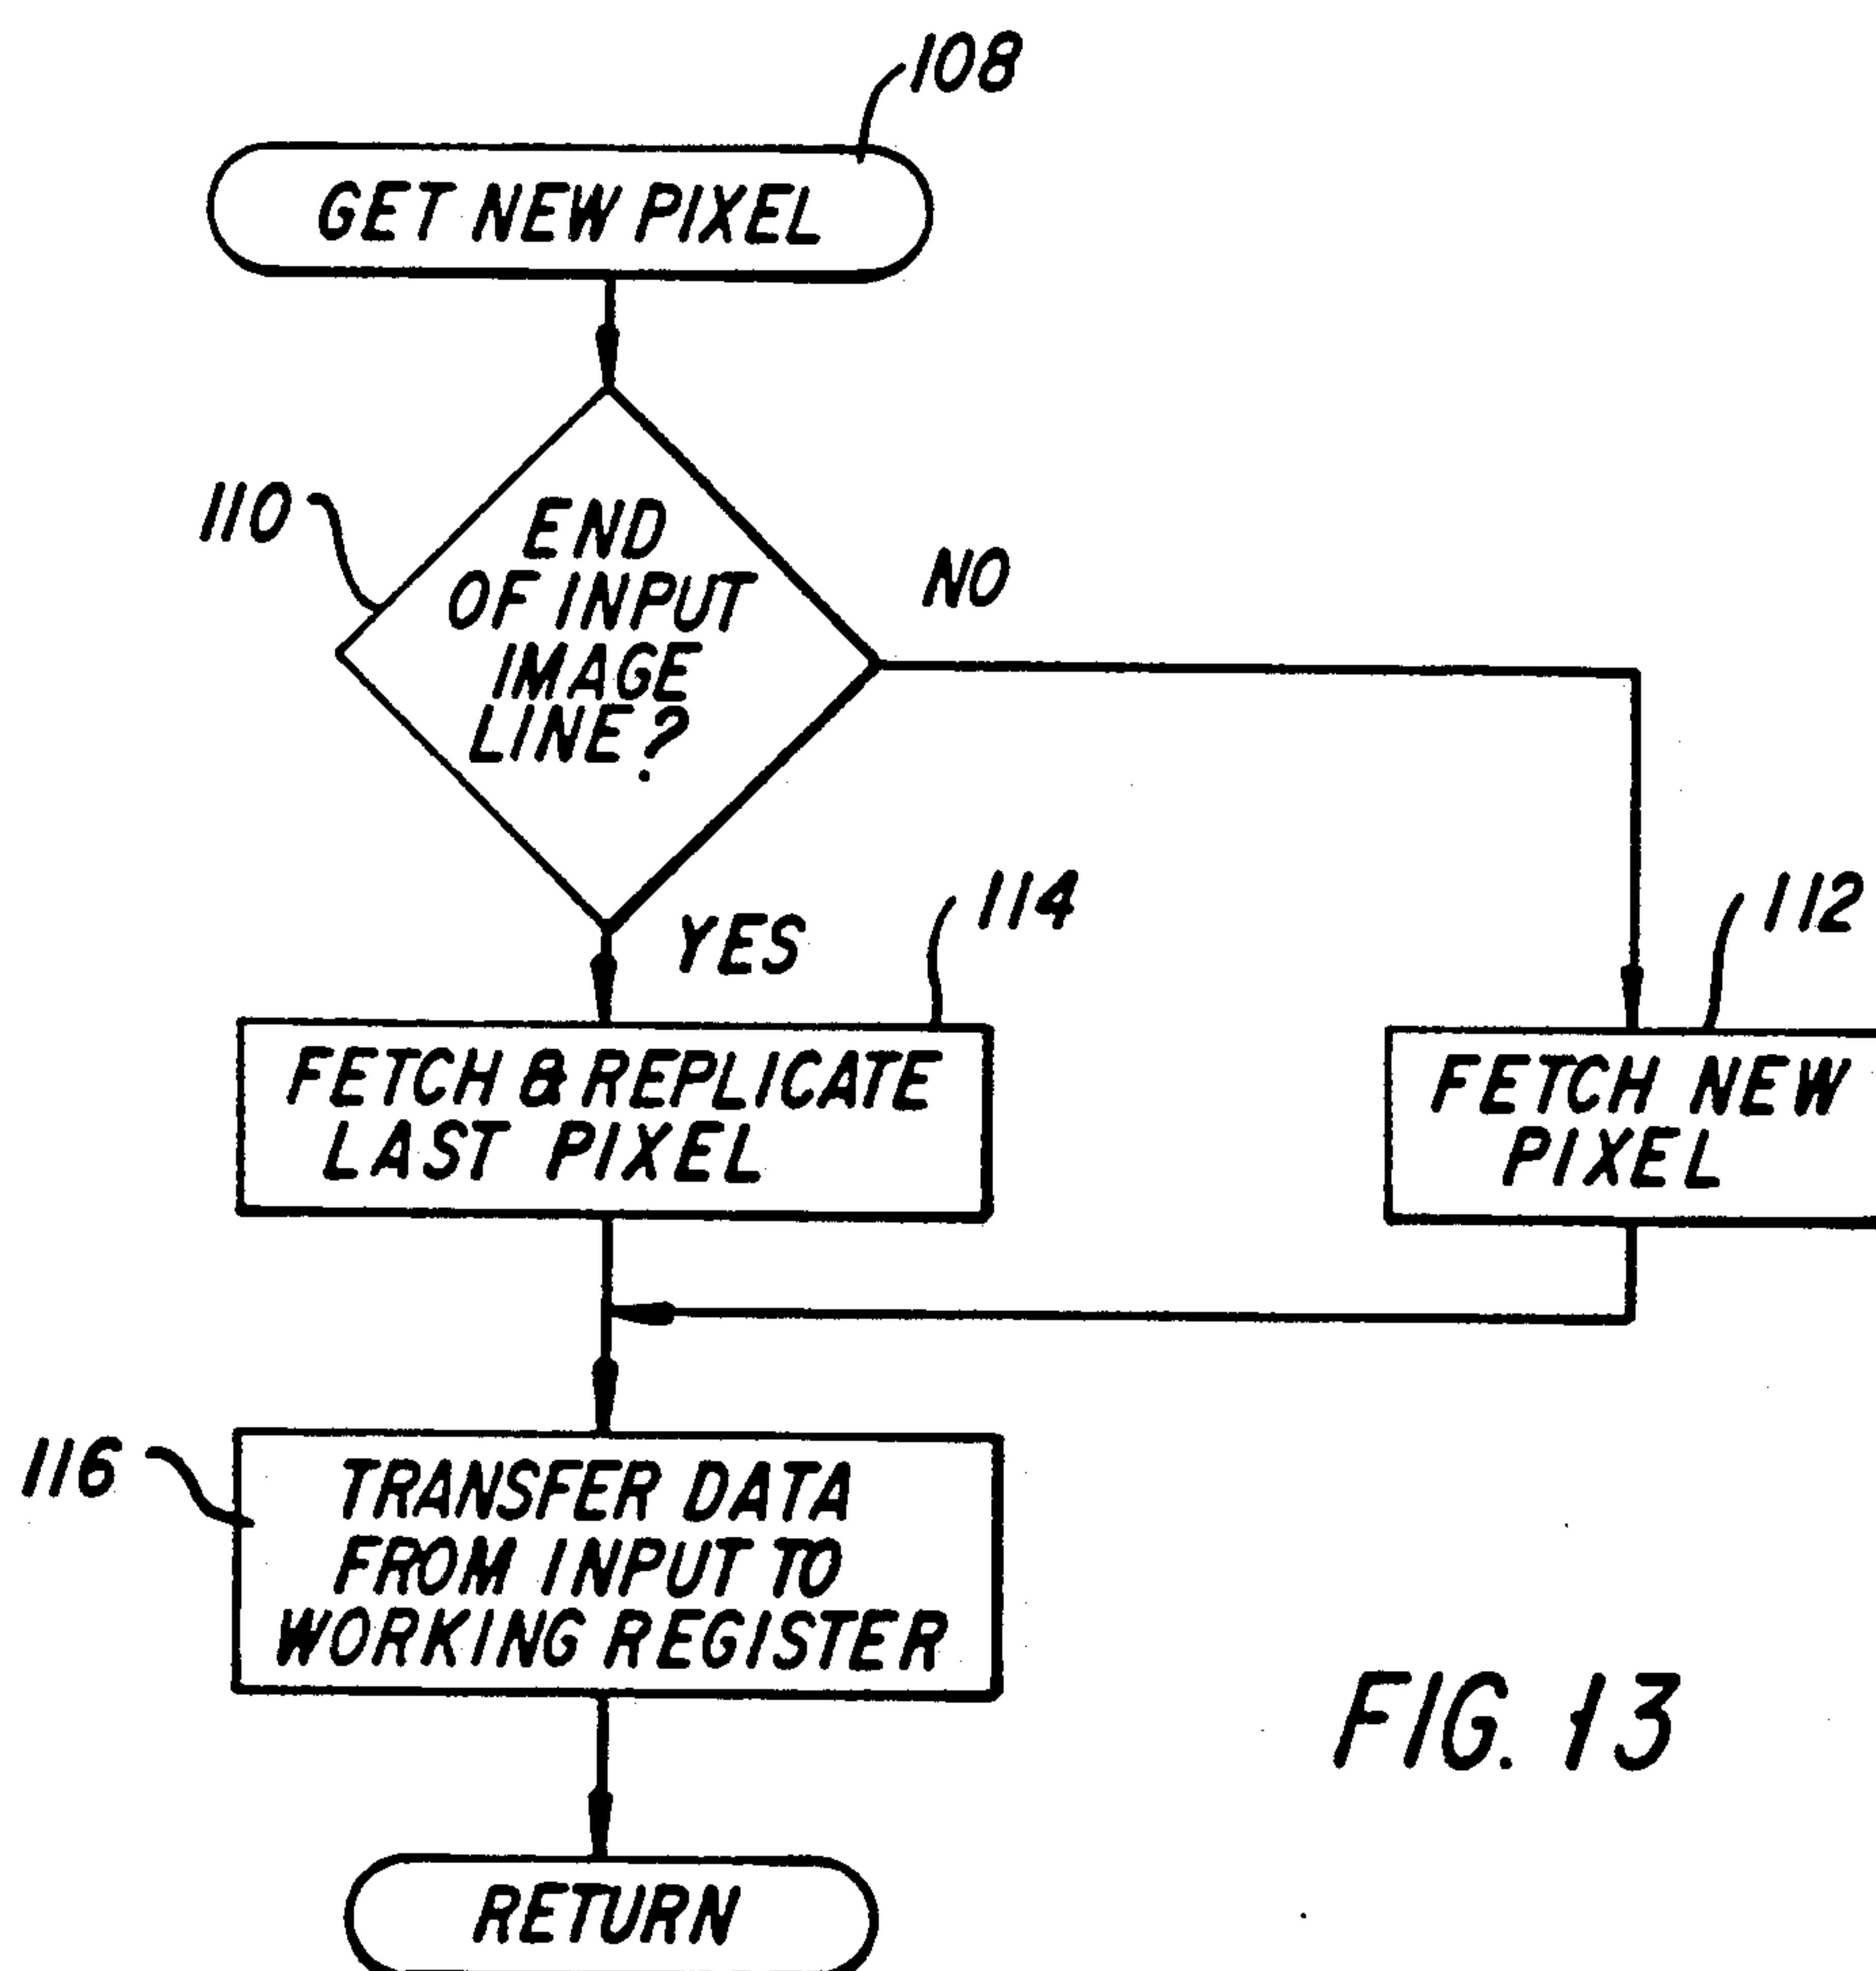 108
GET NEW PIXEL
110
END
OF INPUT
IMAGE
LINE?
NO
YES
114
112
FETCH & REPLICATE
LAST PIXEL
FETCH NEW
PIXEL
116
TRANSFER DATA
FROM INPUT TO
WORKING REGISTER
FIG. 13
RETURN